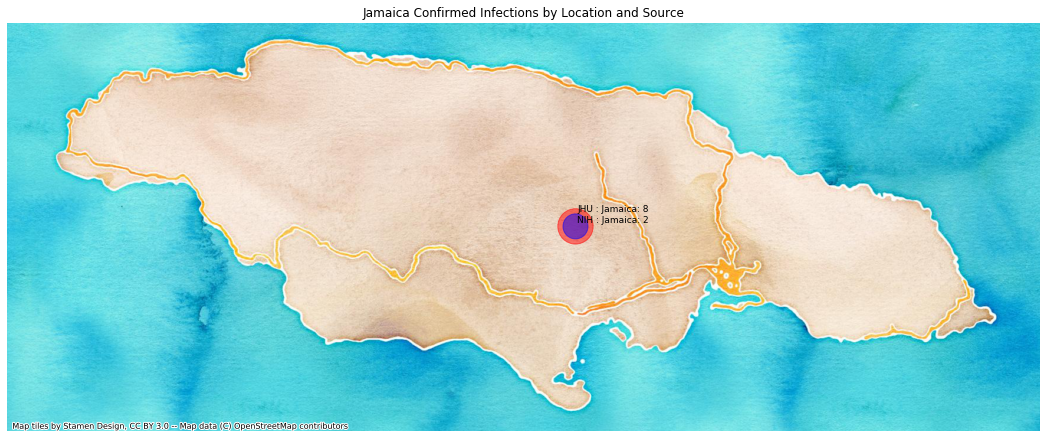 Jamaica Confirmed Infections by Location and Source
JHU : Jamaica: 8
NIH : Jamaica: 2
Map tiles by Stamen Design, CC BY 3.0 -- Map data (C) OpenStreetMap contributors